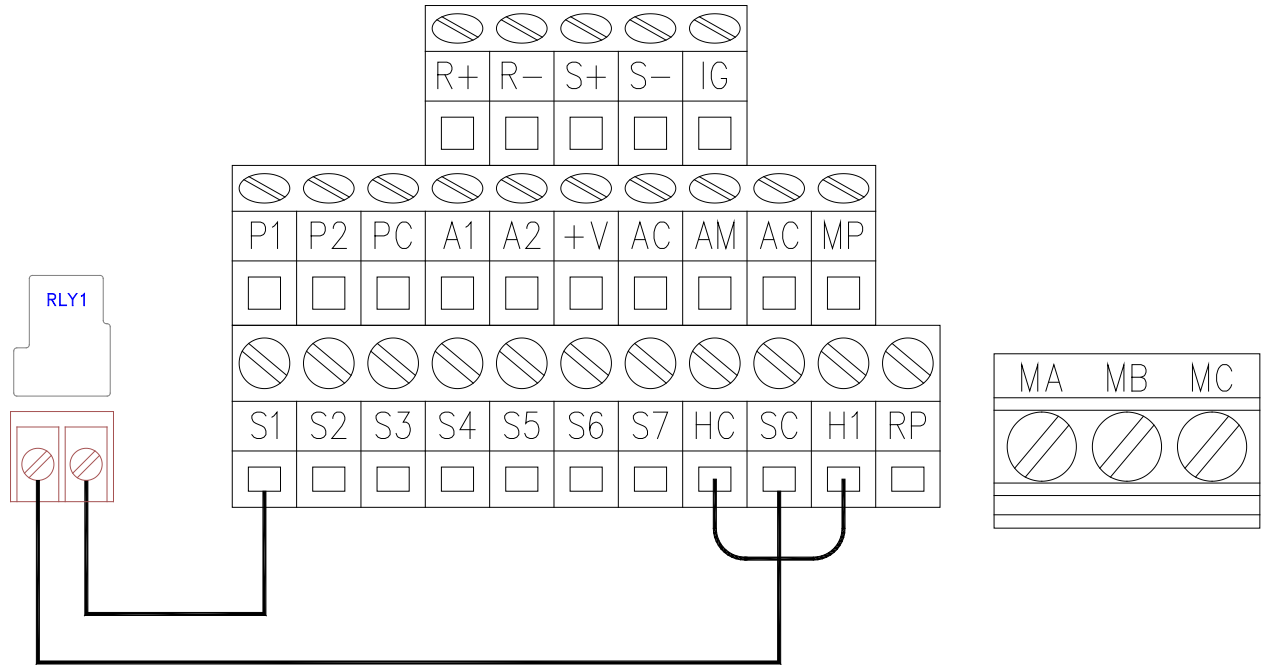 R+ R- S+ S- IG
P1 P2 PC A1 A2 +V AC AM AC MP
RLY1
S1 S2 S3 S4 S5 S6 S7 HC SC H1 RP
MA MB MC